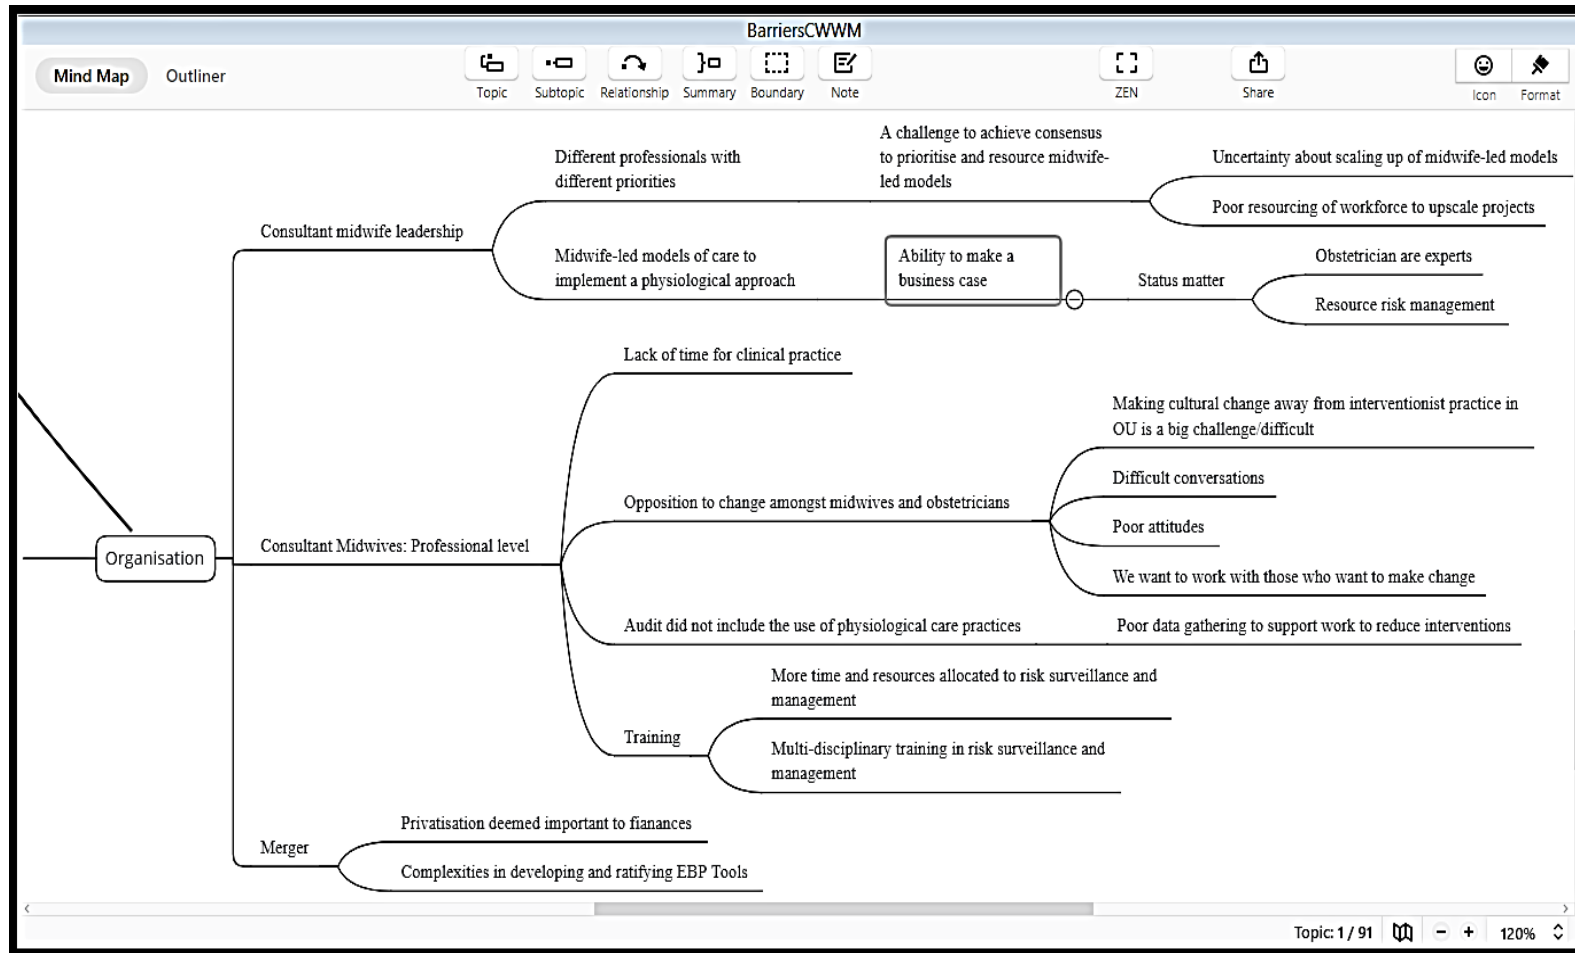 BarriersCWWM
Mind Map
Outliner
Topic
Subtopic
Relationship
Summary
Boundary
Note
ZEN
Share
Icon
Format
Different professionals with
different priorities
A challenge to achieve consensus
to prioritise and resource midwife-
led models
Uncertainty about scaling up of midwife-led models
Poor resourcing of workforce to upscale projects
Consultant midwife leadership
Midwife-led models of care to
implement a physiological approach
Ability to make a
business case
Status matter
Obstetrician are experts
Resource risk management
Lack of time for clinical practice
Making cultural change away from interventionist practice in
OU is a big challenge/difficult
Opposition to change amongst midwives and obstetricians
Difficult conversations
Poor attitudes
We want to work with those who want to make change
Organisation
Consultant Midwives: Professional level
Audit did not include the use of physiological care practices
Poor data gathering to support work to reduce interventions
More time and resources allocated to risk surveillance and
management
Training
Multi-disciplinary training in risk surveillance and
management
Merger
Privatisation deemed important to fianances
Complexities in developing and ratifying EBP Tools
Topic: 1 / 91
120%